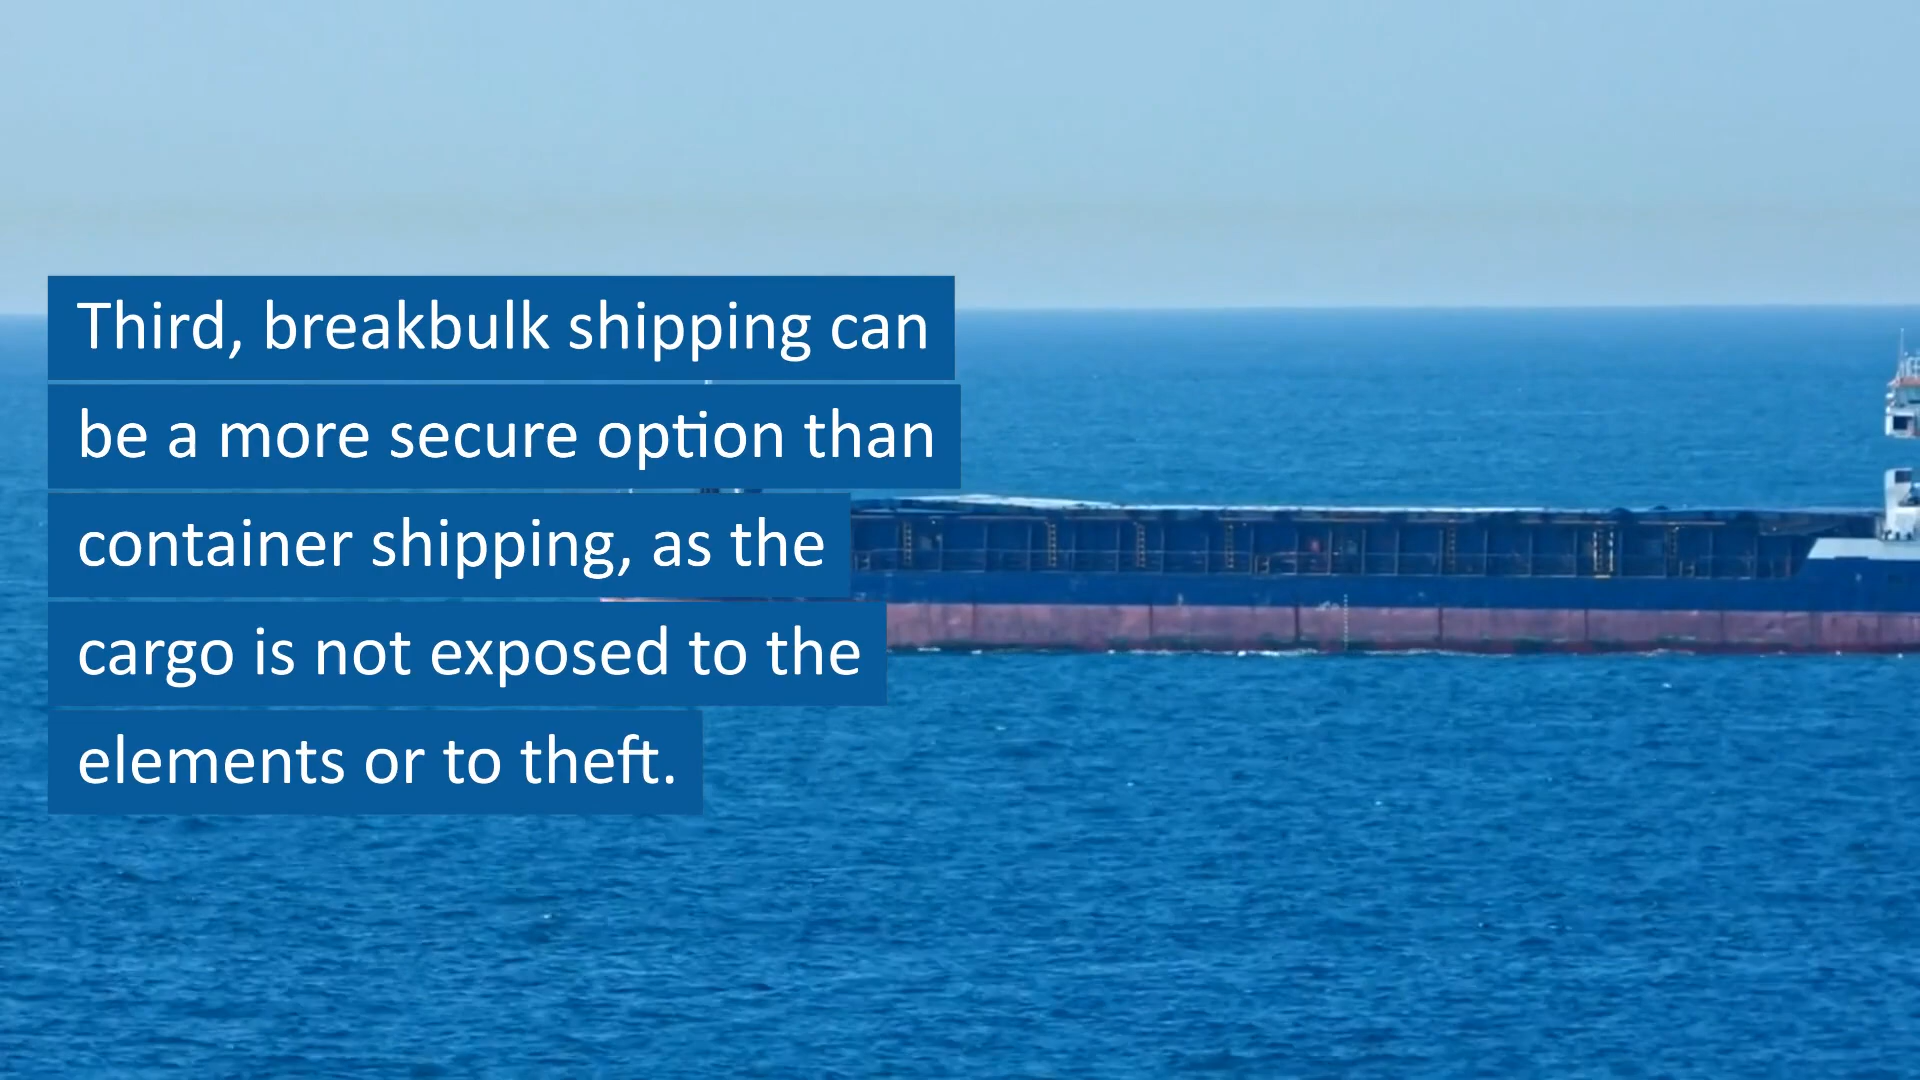 Third, breakbulk shipping can
be a more secure option than
container shipping, as the
cargo is not exposed to the
elements or to theft.